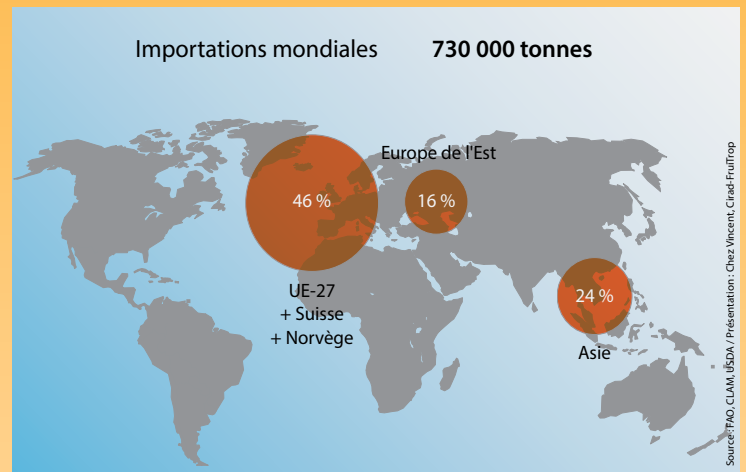 Importations mondiales 730 000 tonnes
Europe de l'Est
46 %
16 %
UE-27
+ Suisse
+ Norvège
24 %
Asie
Source : FAO, CLAM, USDA / Présentation : Chez Vincent, Cirad-FruiTrop